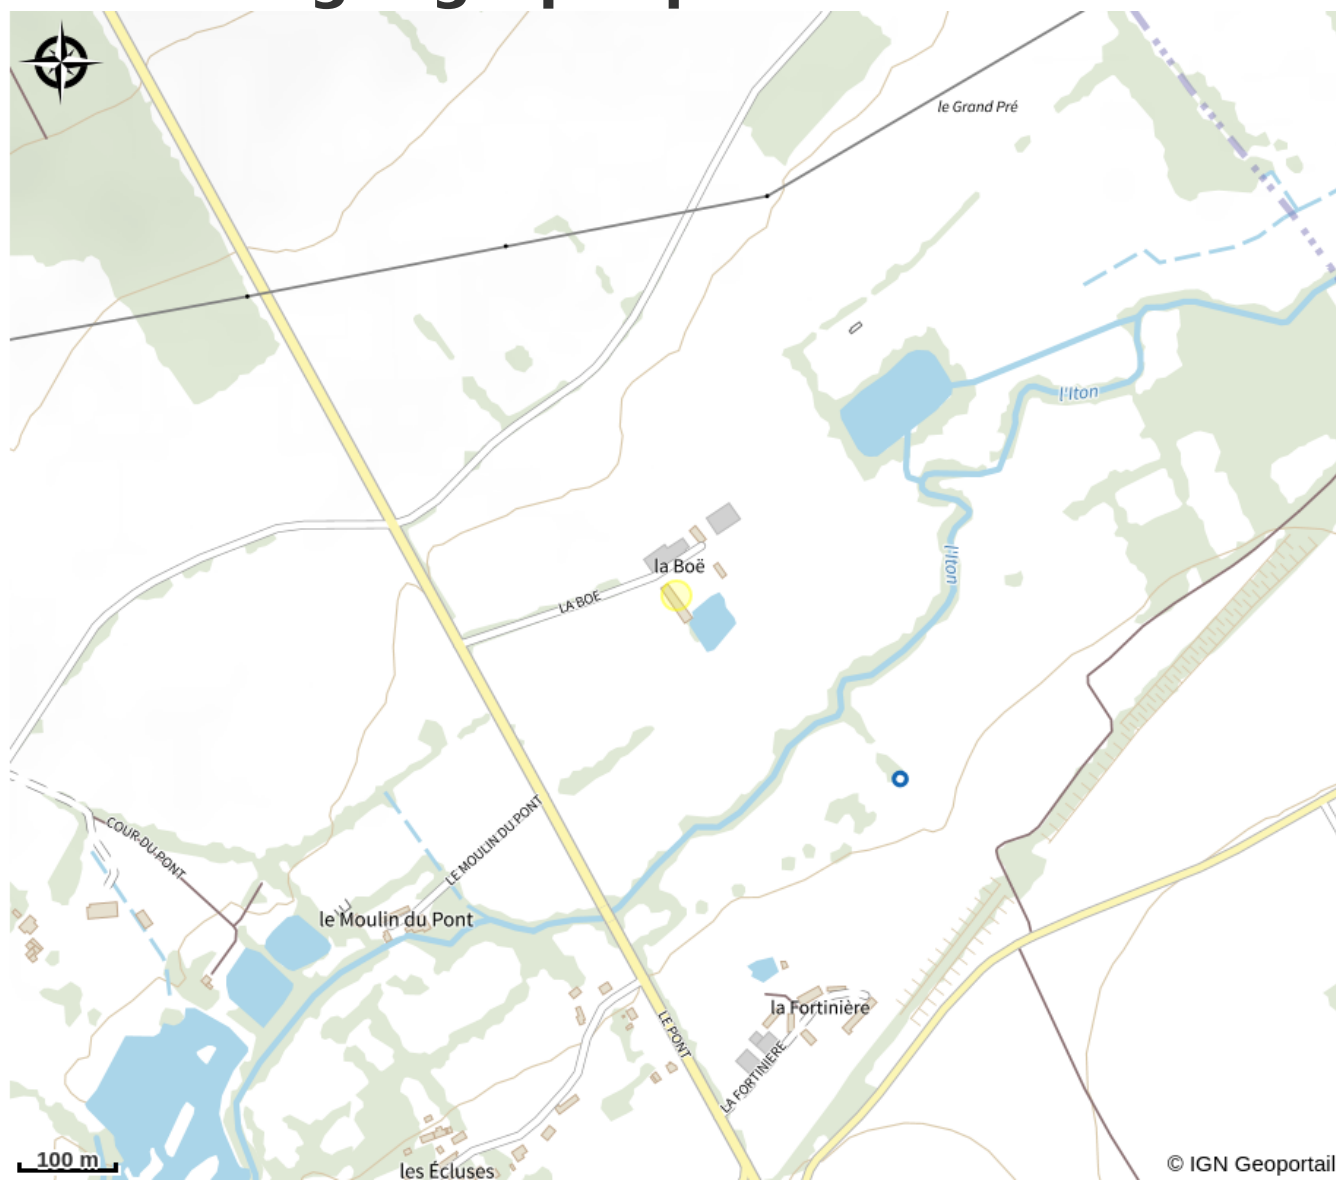 le Grand Pré
l'Iton
l'Iton
la Boë
LA BOE
COUR-DU-PONT
LE MOULIN DU PONT
le Moulin du Pont
la Fortinière
LE PONT
LA FORTINIERE
100 m
les Écluses
© IGN Geoportail